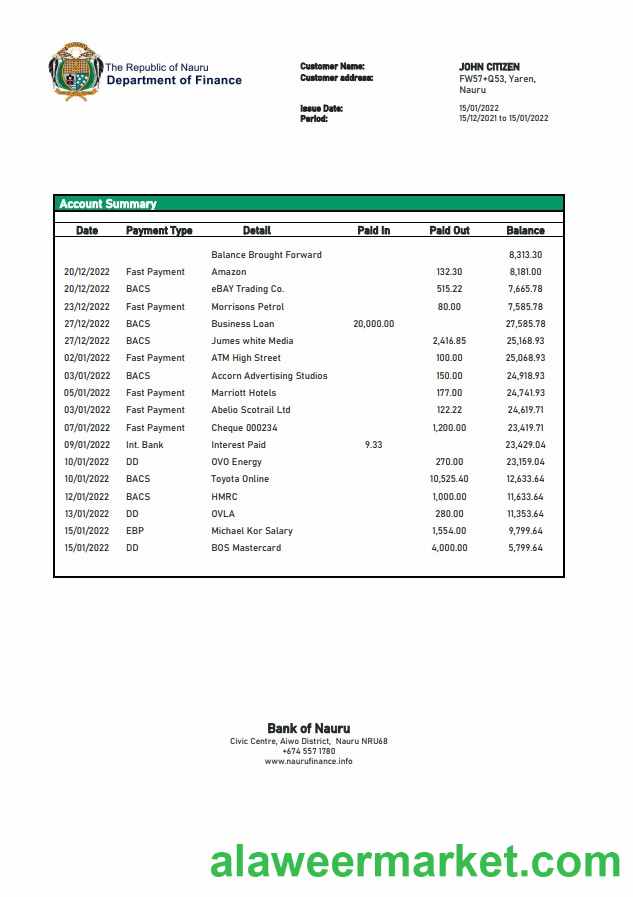 The Republic of Nauru
Department of Finance
Customer Name: JOHN CITIZEN
Customer address: FW57+Q53, Yaren,
Nauru
Issue Date: 15/01/2022
Period: 15/12/2021 to 15/01/2022
Account Summary
Date Payment Type Detail Paid In Paid Out Balance
Balance Brought Forward 8,313.30
20/12/2022 Fast Payment Amazon 132.30 8,181.00
20/12/2022 BACS eBAY Trading Co. 515.22 7,665.78
23/12/2022 Fast Payment Morrisons Petrol 80.00 7,585.78
27/12/2022 BACS Business Loan 20,000.00 27,585.78
27/12/2022 BACS Jumes white Media 2,416.85 25,168.93
02/01/2022 Fast Payment ATM High Street 100.00 25,068.93
03/01/2022 BACS Accorn Advertising Studios 150.00 24,918.93
05/01/2022 Fast Payment Marriott Hotels 177.00 24,741.93
03/01/2022 Fast Payment Abelio Scotrail Ltd 122.22 24,619.71
07/01/2022 Fast Payment Cheque 000234 1,200.00 23,419.71
09/01/2022 Int. Bank Interest Paid 9.33 23,429.04
10/01/2022 DD OVO Energy 270.00 23,159.04
10/01/2022 BACS Toyota Online 10,525.40 12,633.64
12/01/2022 BACS HMRC 1,000.00 11,633.64
13/01/2022 DD OVLA 280.00 11,353.64
15/01/2022 EBP Michael Kor Salary 1,554.00 9,799.64
15/01/2022 DD BOS Mastercard 4,000.00 5,799.64
Bank of Nauru
Civic Centre, Aiwo District, Nauru NRU68
+674 557 1780
www.naurufinance.info
alaweermarket.com